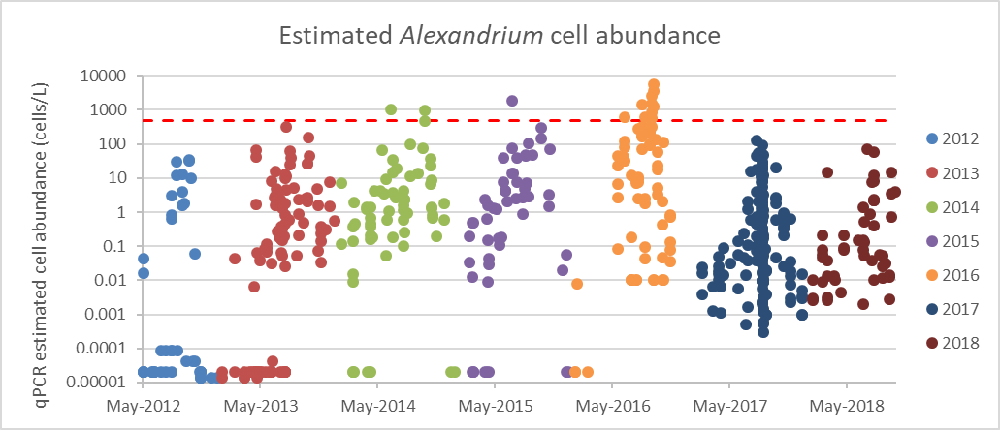 Estimated Alexandrium cell abundance
qPCR estimated cell abundance (cells/L)
10000
1000
100
10
1
0.1
0.01
0.001
0.0001
0.00001
May-2012
May-2013
May-2014
May-2015
May-2016
May-2017
May-2018
2012
2013
2014
2015
2016
2017
2018